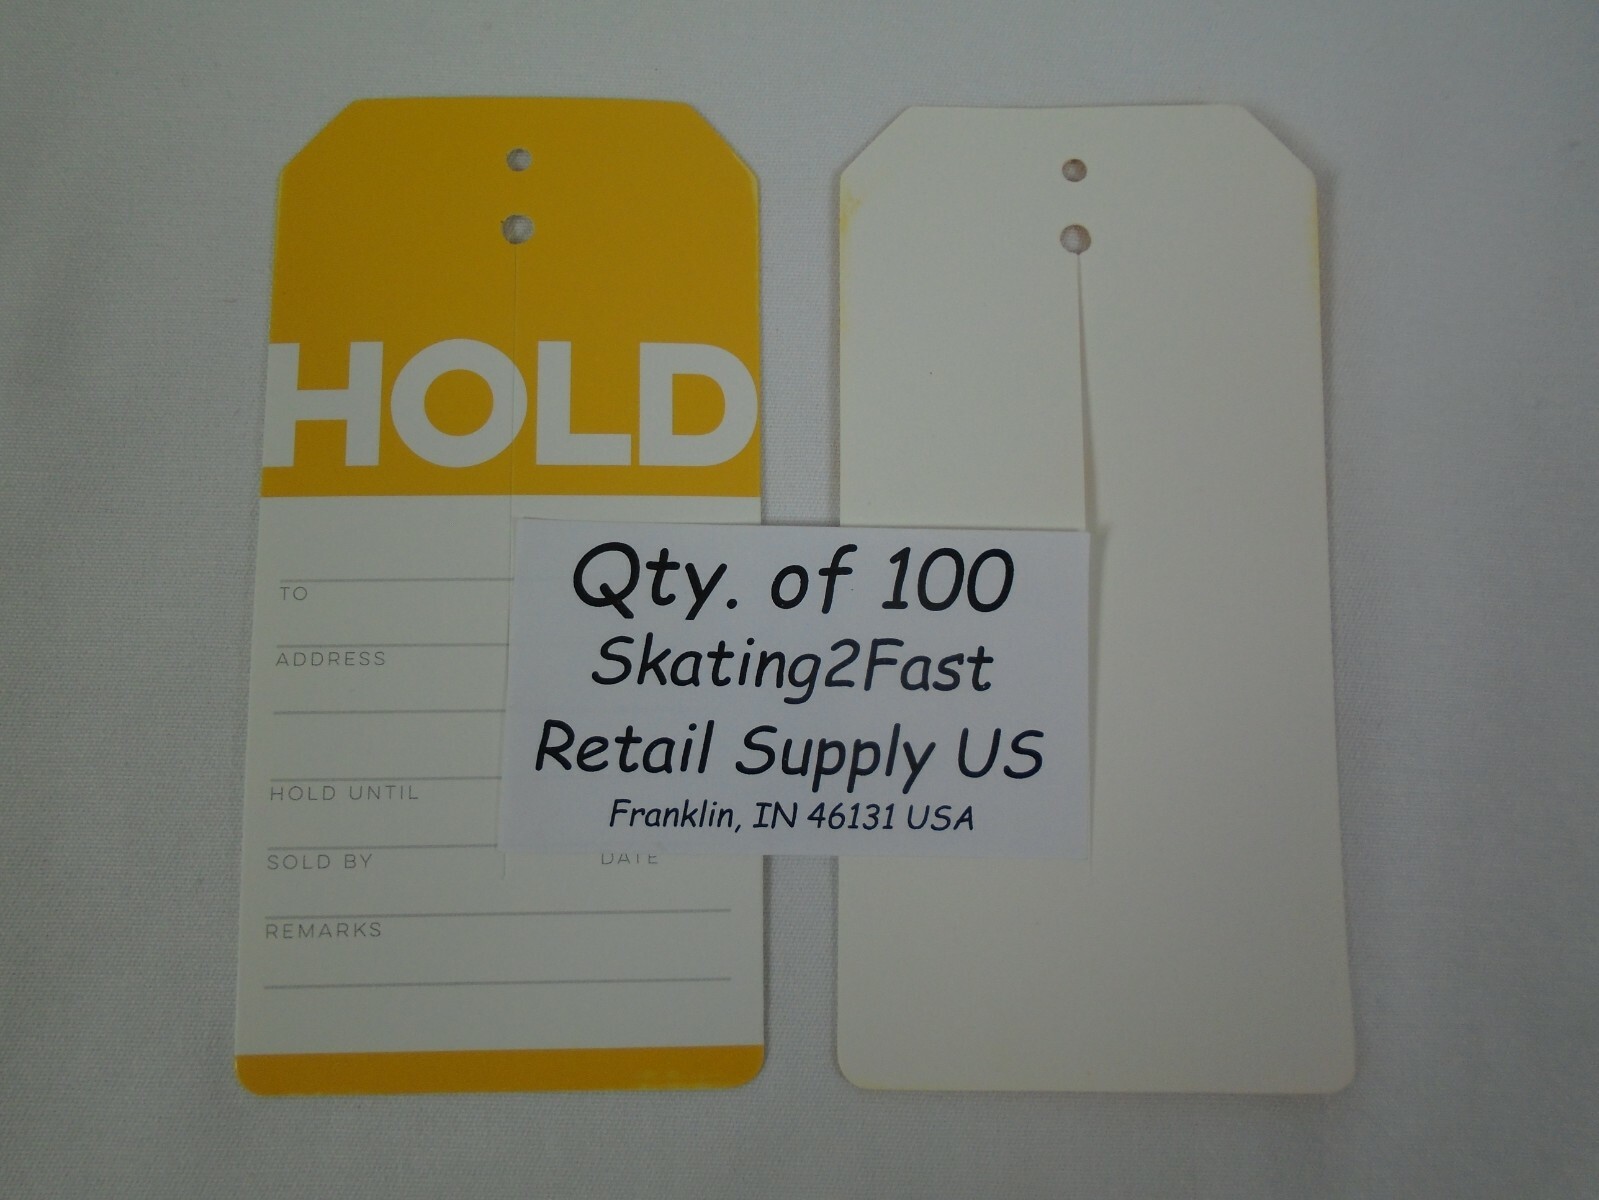 HOLD
TO
ADDRESS
HOLD UNTIL
SOLD BY DATE
REMARKS
Qty. of 100
Skating2Fast
Retail Supply US
Franklin, IN 46131 USA